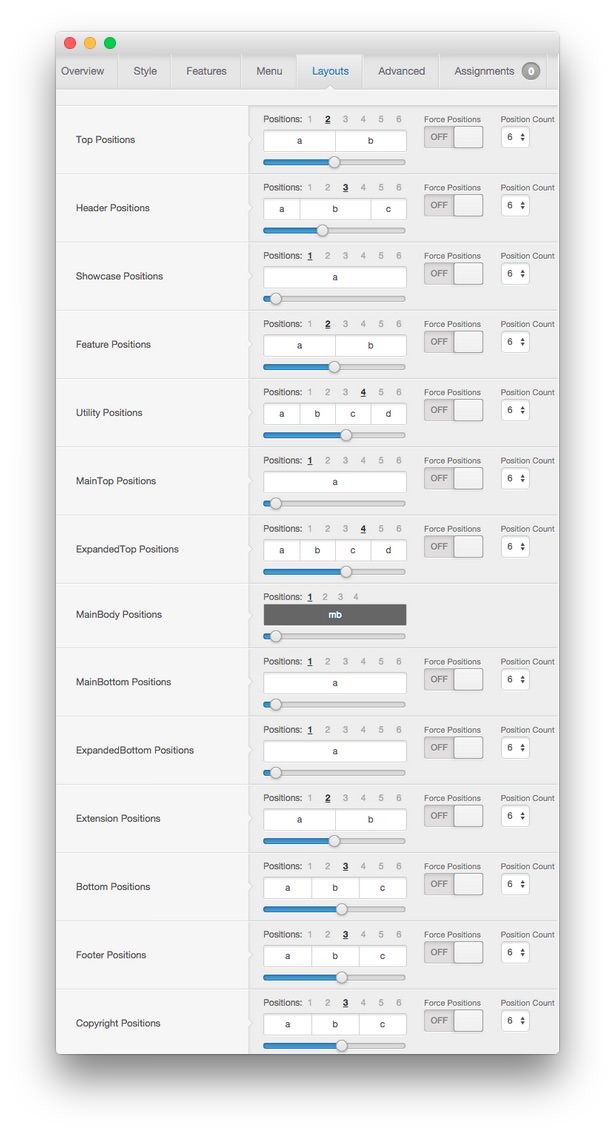 Overview Style Features Menu Layouts Advanced Assignments 0
Positions: 1 2 3 4 5 6 Force Positions Position Count
Top Positions a b OFF 6
Positions: 1 2 3 4 5 6 Force Positions Position Count
Header Positions a b c OFF 6
Positions: 1 2 3 4 5 6 Force Positions Position Count
Showcase Positions a OFF 6
Positions: 1 2 3 4 5 6 Force Positions Position Count
Feature Positions a b OFF 6
Positions: 1 2 3 4 5 6 Force Positions Position Count
Utility Positions a b c d OFF 6
Positions: 1 2 3 4 5 6 Force Positions Position Count
MainTop Positions a OFF 6
Positions: 1 2 3 4 5 6 Force Positions Position Count
ExpandedTop Positions a b c d OFF 6
Positions: 1 2 3 4
MainBody Positions mb
Positions: 1 2 3 4 5 6 Force Positions Position Count
MainBottom Positions a OFF 6
Positions: 1 2 3 4 5 6 Force Positions Position Count
ExpandedBottom Positions a OFF 6
Positions: 1 2 3 4 5 6 Force Positions Position Count
Extension Positions a b OFF 6
Positions: 1 2 3 4 5 6 Force Positions Position Count
Bottom Positions a b c OFF 6
Positions: 1 2 3 4 5 6 Force Positions Position Count
Footer Positions a b c OFF 6
Positions: 1 2 3 4 5 6 Force Positions Position Count
Copyright Positions a b c OFF 6